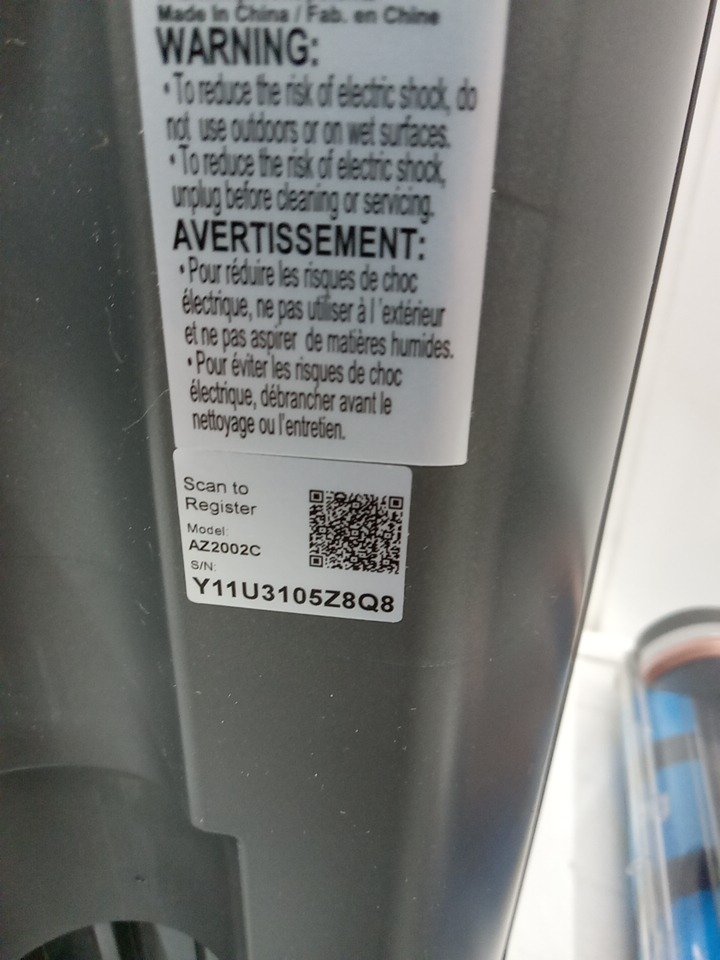 Made in China / Fab. en Chine
WARNING:
• To reduce the risk of electric shock, do
not use outdoors or on wet surfaces.
• To reduce the risk of electric shock,
unplug before cleaning or servicing.
AVERTISSEMENT:
• Pour réduire les risques de choc
électrique, ne pas utiliser à l 'extérieur
et ne pas aspirer de matières humides.
• Pour éviter les risques de choc
électrique, débrancher avant le
nettoyage ou l'entretien.
Scan to
Register
Model:
AZ2002C
S/N:
Y11U3105Z8Q8